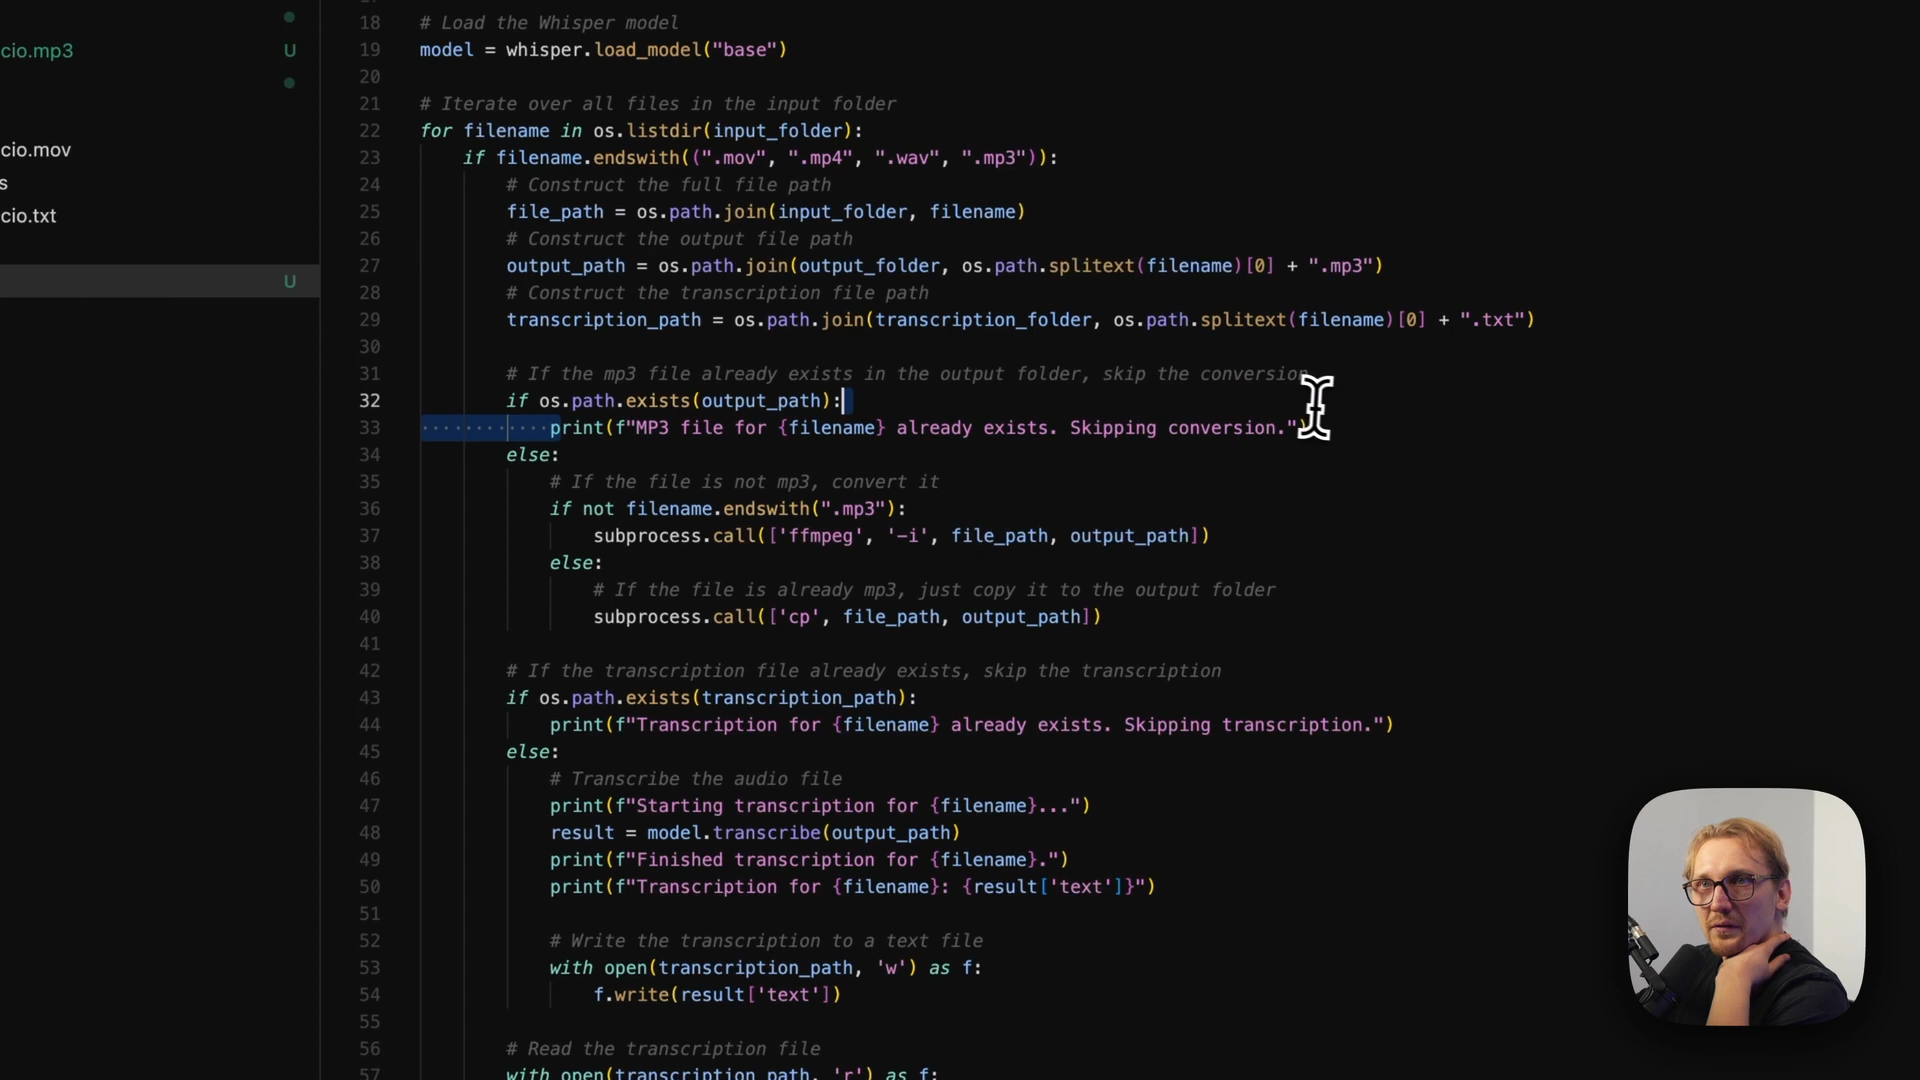 cio.mp3 U
cio.mov
s
cio.txt
U
18 # Load the Whisper model
19 model = whisper.load_model("base")
20
21 # Iterate over all files in the input folder
22 for filename in os.listdir(input_folder):
23 if filename.endswith((".mov", ".mp4", ".wav", ".mp3")):
24 # Construct the full file path
25 file_path = os.path.join(input_folder, filename)
26 # Construct the output file path
27 output_path = os.path.join(output_folder, os.path.splitext(filename)[0] + ".mp3")
28 # Construct the transcription file path
29 transcription_path = os.path.join(transcription_folder, os.path.splitext(filename)[0] + ".txt")
30
31 # If the mp3 file already exists in the output folder, skip the conversion
32 if os.path.exists(output_path):
33 print(f"MP3 file for {filename} already exists. Skipping conversion.")
34 else:
35 # If the file is not mp3, convert it
36 if not filename.endswith(".mp3"):
37 subprocess.call(['ffmpeg', '-i', file_path, output_path])
38 else:
39 # If the file is already mp3, just copy it to the output folder
40 subprocess.call(['cp', file_path, output_path])
41
42 # If the transcription file already exists, skip the transcription
43 if os.path.exists(transcription_path):
44 print(f"Transcription for {filename} already exists. Skipping transcription.")
45 else:
46 # Transcribe the audio file
47 print(f"Starting transcription for {filename}...")
48 result = model.transcribe(output_path)
49 print(f"Finished transcription for {filename}.")
50 print(f"Transcription for {filename}: {result['text']}")
51
52 # Write the transcription to a text file
53 with open(transcription_path, 'w') as f:
54 f.write(result['text'])
55
56 # Read the transcription file
57 with open(transcription_path, 'r') as f: